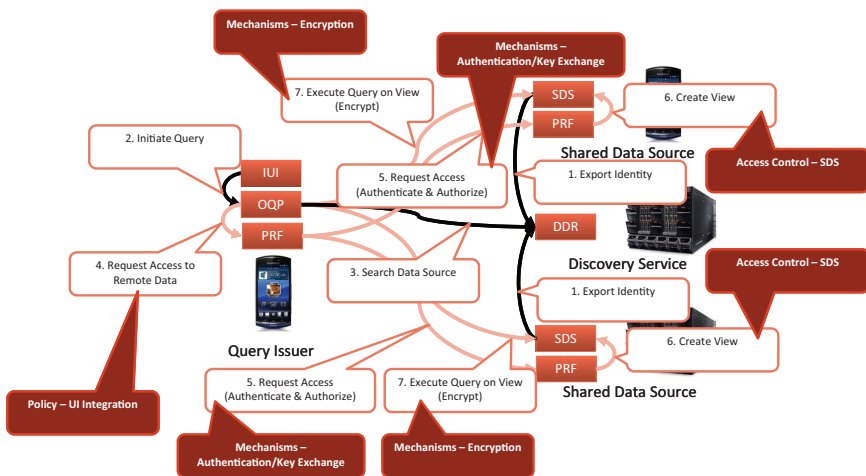 Mechanisms – Encryption
Mechanisms –
Authentication/Key Exchange
7. Execute Query on View
(Encrypt)
SDS
6. Create View
PRF
2. Initiate Query
Shared Data Source
Access Control – SDS
IUI
5. Request Access
(Authenticate & Authorize)
1. Export Identity
OQP
DDR
PRF
Discovery Service
4. Request Access to
Remote Data
3. Search Data Source
Access Control – SDS
1. Export Identity
SDS
6. Create View
Query Issuer
PRF
5. Request Access
(Authenticate & Authorize)
7. Execute Query on View
(Encrypt)
Shared Data Source
Policy – UI Integration
Mechanisms –
Authentication/Key Exchange
Mechanisms – Encryption